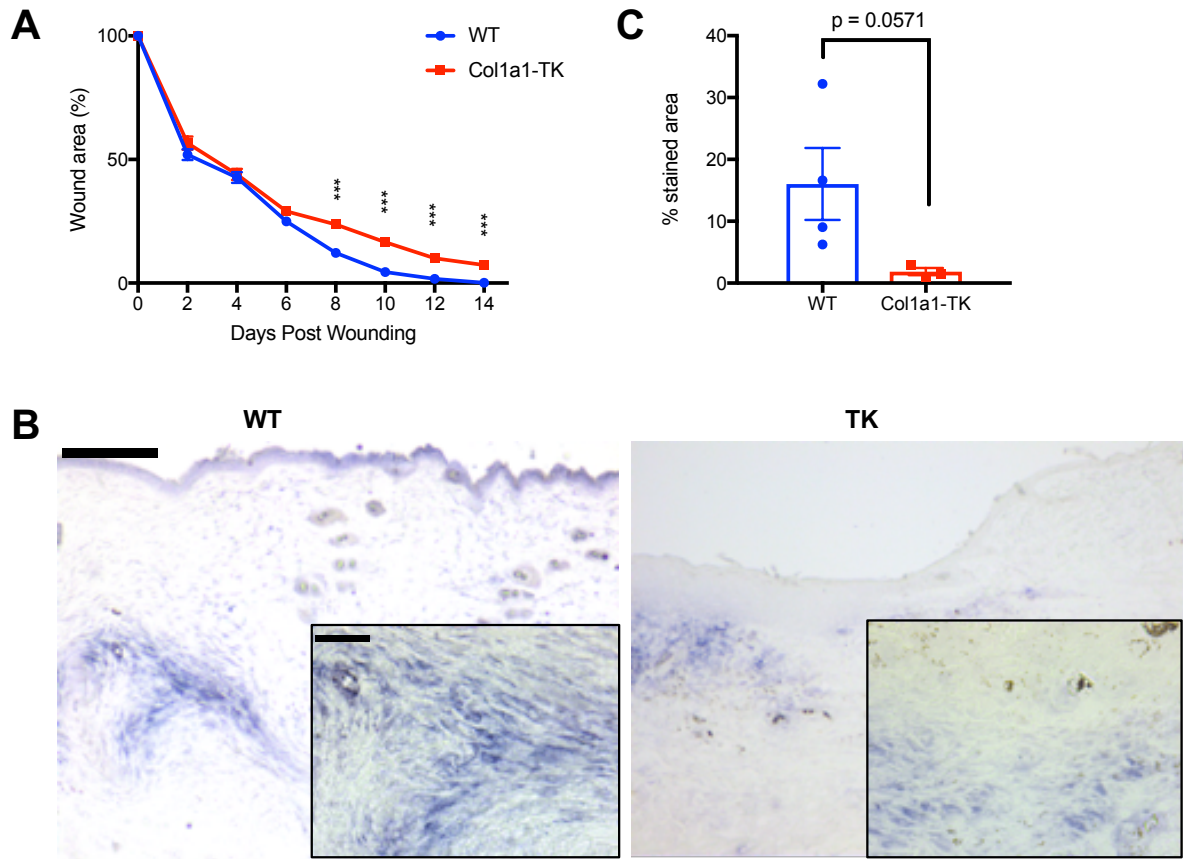 A
Wound area (%)
100
50
0
0 2 4 6 8 10 12 14
Days Post Wounding
WT
Col1a1-TK
***
***
***
***
C
p = 0.0571
% stained area
40
30
20
10
0
WT Col1a1-TK
B
WT
TK